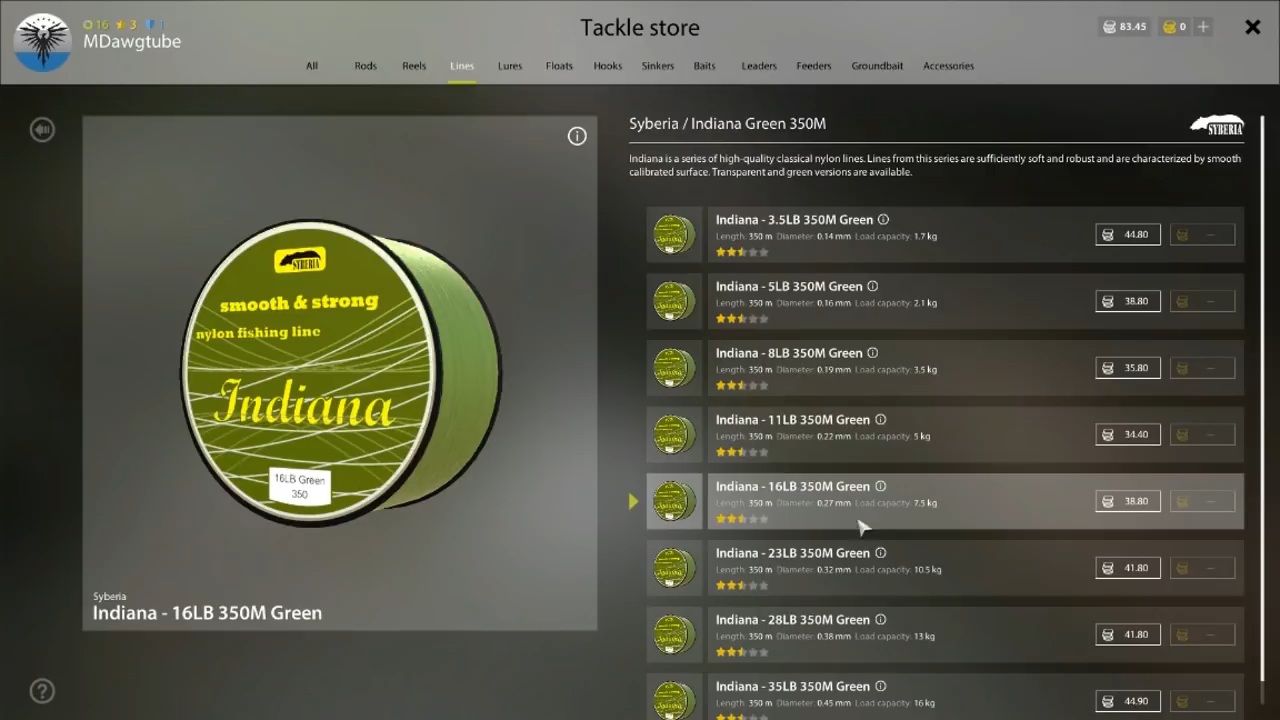 16 3 1
MDawgtube
Tackle store
83.45 0 +
All Rods Reels Lines Lures Floats Hooks Sinkers Baits Leaders Feeders Groundbait Accessories
SYBERIA
smooth & strong
nylon fishing line
Indiana
16LB Green
350
Syberia
Indiana - 16LB 350M Green
Syberia / Indiana Green 350M
SYBERIA
Indiana is a series of high-quality classical nylon lines. Lines from this series are sufficiently soft and robust and are characterized by smooth
calibrated surface. Transparent and green versions are available.
Indiana - 3.5LB 350M Green
Length: 350 m Diameter: 0.14 mm Load capacity: 1.7 kg
44.80 —
Indiana - 5LB 350M Green
Length: 350 m Diameter: 0.16 mm Load capacity: 2.1 kg
38.80 —
Indiana - 8LB 350M Green
Length: 350 m Diameter: 0.19 mm Load capacity: 3.5 kg
35.80 —
Indiana - 11LB 350M Green
Length: 350 m Diameter: 0.22 mm Load capacity: 5 kg
34.40 —
Indiana - 16LB 350M Green
Length: 350 m Diameter: 0.27 mm Load capacity: 7.5 kg
38.80 —
Indiana - 23LB 350M Green
Length: 350 m Diameter: 0.32 mm Load capacity: 10.5 kg
41.80 —
Indiana - 28LB 350M Green
Length: 350 m Diameter: 0.38 mm Load capacity: 13 kg
41.80 —
Indiana - 35LB 350M Green
Length: 350 m Diameter: 0.45 mm Load capacity: 16 kg
44.90 —